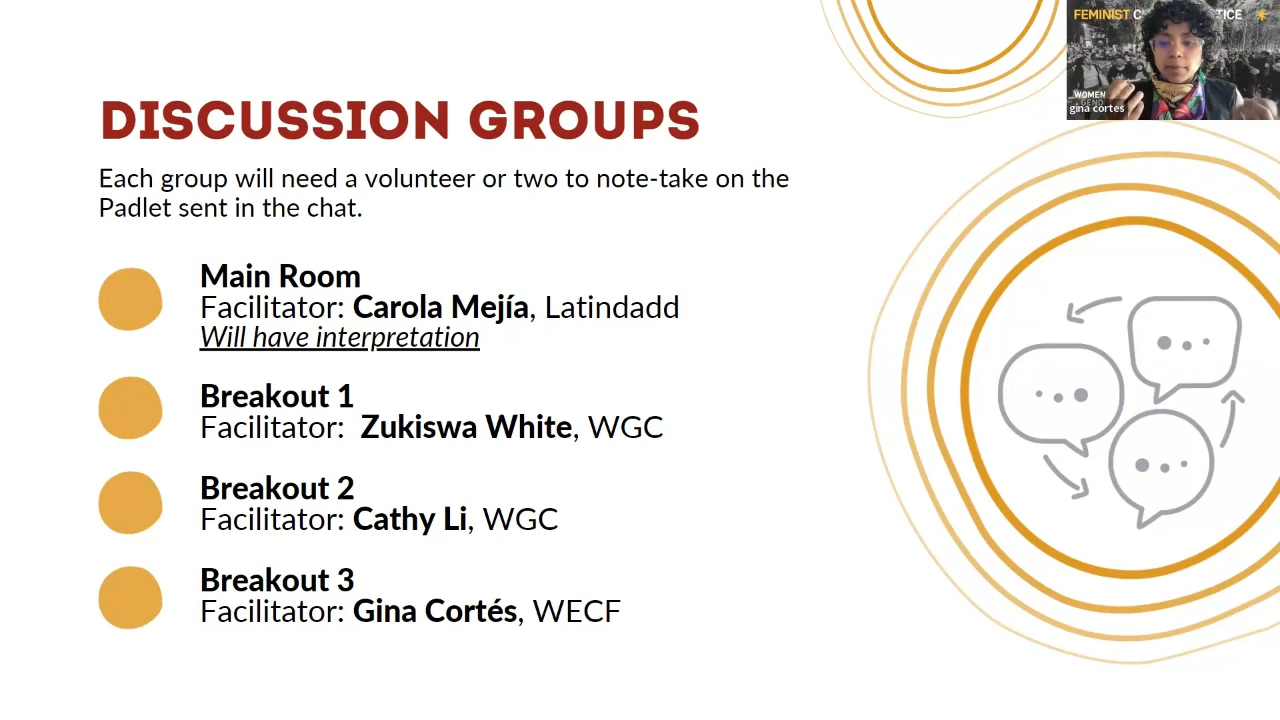 DISCUSSION GROUPS
Each group will need a volunteer or two to note-take on the
Padlet sent in the chat.
Main Room
Facilitator: Carola Mejía, Latindadd
Will have interpretation
Breakout 1
Facilitator:  Zukiswa White, WGC
Breakout 2
Facilitator: Cathy Li, WGC
Breakout 3
Facilitator: Gina Cortés, WECF
FEMINIST C TICE
WOMEN
GEND
gina cortes